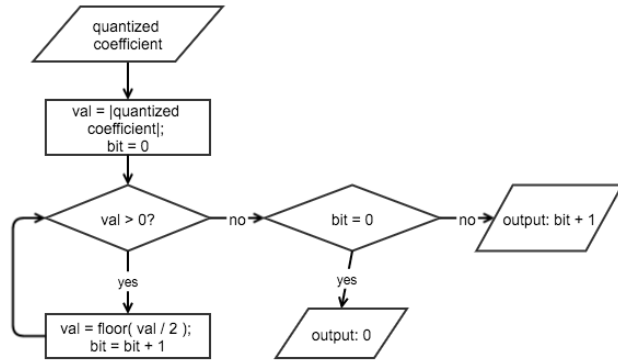 quantized
coefficient
val = |quantized
coefficient|;
bit = 0
val > 0?
no
bit = 0
no
output: bit + 1
yes
yes
val = floor( val / 2 );
bit = bit + 1
output: 0